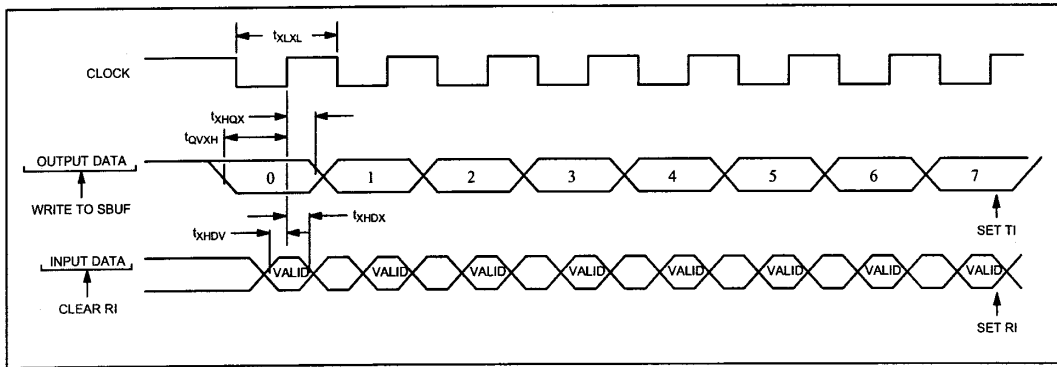 tXLXL
CLOCK
tXHQX
tQVXH
OUTPUT DATA
0 1 2 3 4 5 6 7
WRITE TO SBUF
SET TI
tXHDX
tXHDV
INPUT DATA
VALID VALID VALID VALID VALID VALID VALID VALID
CLEAR RI
SET RI